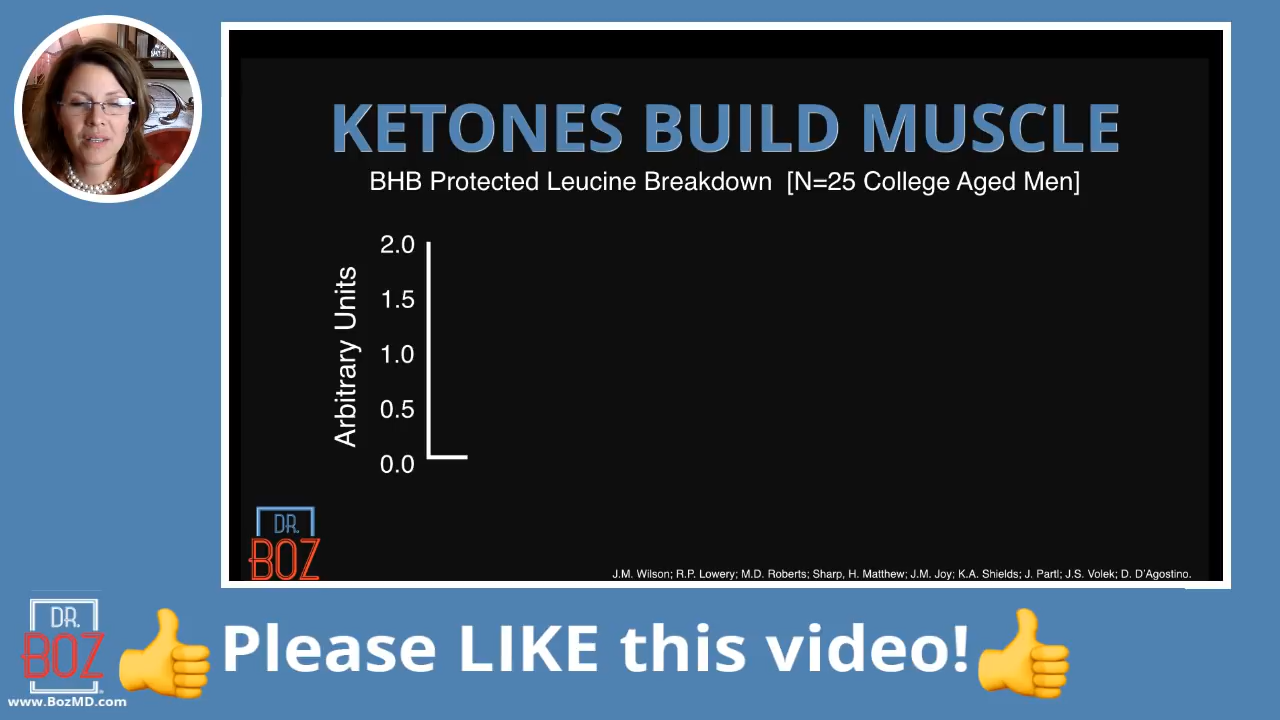 KETONES BUILD MUSCLE
BHB Protected Leucine Breakdown [N=25 College Aged Men]
Arbitrary Units
2.0
1.5
1.0
0.5
0.0
DR.
BOZ
J.M. Wilson; R.P. Lowery; M.D. Roberts; Sharp, H. Matthew; J.M. Joy; K.A. Shields; J. Partl; J.S. Volek; D. D'Agostino.
DR.
BOZ
www.BozMD.com
Please LIKE this video!